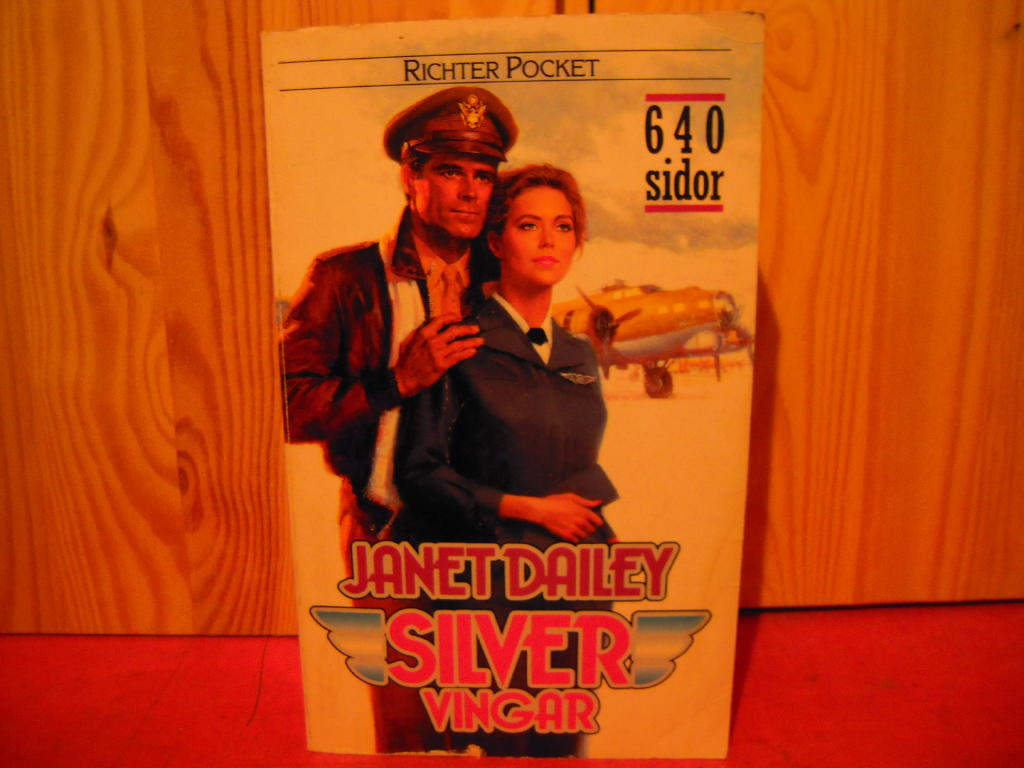 RICHTER POCKET
640
sidor
JANET DAILEY
SILVER
VINGAR